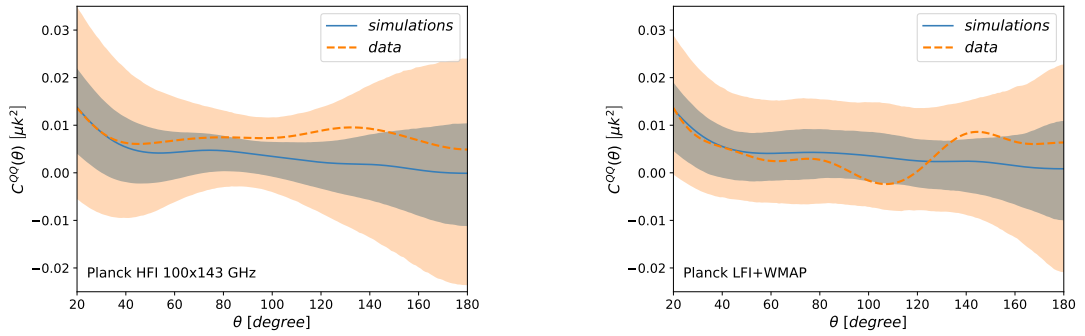 0.03
0.02
0.01
0.00
−0.01
−0.02
C^{QQ}(θ) [μk²]
simulations
data
Planck HFI 100x143 GHz
20 40 60 80 100 120 140 160 180
θ [degree]
0.03
0.02
0.01
0.00
−0.01
−0.02
C^{QQ}(θ) [μk²]
simulations
data
Planck LFI+WMAP
20 40 60 80 100 120 140 160 180
θ [degree]